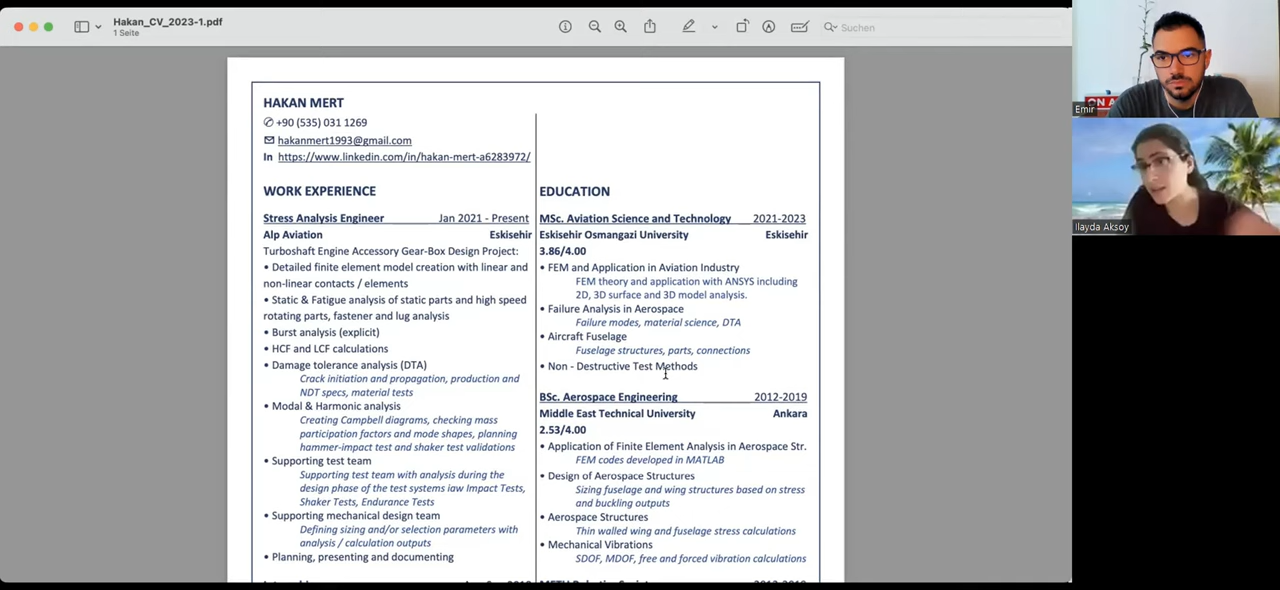 Hakan_CV_2023-1.pdf
1 Seite
Suchen
HAKAN MERT
+90 (535) 031 1269
hakanmert1993@gmail.com
In https://www.linkedin.com/in/hakan-mert-a6283972/
WORK EXPERIENCE
Stress Analysis Engineer Jan 2021 - Present
Alp Aviation Eskisehir
Turboshaft Engine Accessory Gear-Box Design Project:
• Detailed finite element model creation with linear and
non-linear contacts / elements
• Static & Fatigue analysis of static parts and high speed
rotating parts, fastener and lug analysis
• Burst analysis (explicit)
• HCF and LCF calculations
• Damage tolerance analysis (DTA)
Crack initiation and propagation, production and
NDT specs, material tests
• Modal & Harmonic analysis
Creating Campbell diagrams, checking mass
participation factors and mode shapes, planning
hammer-impact test and shaker test validations
• Supporting test team
Supporting test team with analysis during the
design phase of the test systems iaw Impact Tests,
Shaker Tests, Endurance Tests
• Supporting mechanical design team
Defining sizing and/or selection parameters with
analysis / calculation outputs
• Planning, presenting and documenting
EDUCATION
MSc. Aviation Science and Technology 2021-2023
Eskisehir Osmangazi University Eskisehir
3.86/4.00
• FEM and Application in Aviation Industry
FEM theory and application with ANSYS including
2D, 3D surface and 3D model analysis.
• Failure Analysis in Aerospace
Failure modes, material science, DTA
• Aircraft Fuselage
Fuselage structures, parts, connections
• Non - Destructive Test Methods
BSc. Aerospace Engineering 2012-2019
Middle East Technical University Ankara
2.53/4.00
• Application of Finite Element Analysis in Aerospace Str.
FEM codes developed in MATLAB
• Design of Aerospace Structures
Sizing fuselage and wing structures based on stress
and buckling outputs
• Aerospace Structures
Thin walled wing and fuselage stress calculations
• Mechanical Vibrations
SDOF, MDOF, free and forced vibration calculations
ON A
Emir
Ilayda Aksoy